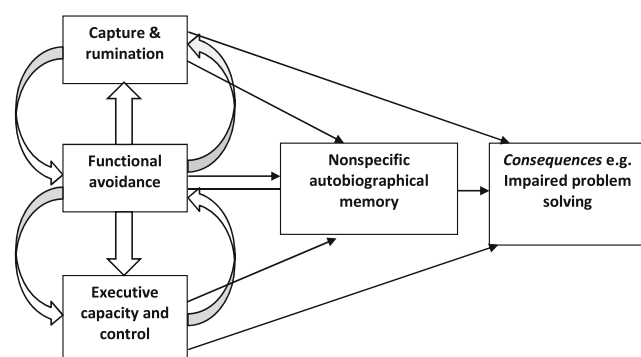 Capture &
rumination
Functional
avoidance
Executive
capacity and
control
Nonspecific
autobiographical
memory
Consequences e.g.
Impaired problem
solving